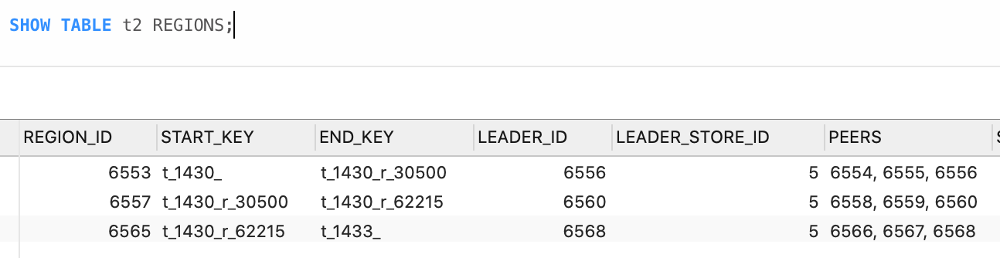 SHOW TABLE t2 REGIONS;
REGION_ID START_KEY END_KEY LEADER_ID LEADER_STORE_ID PEERS
6553 t_1430_ t_1430_r_30500 6556 5 6554, 6555, 6556
6557 t_1430_r_30500 t_1430_r_62215 6560 5 6558, 6559, 6560
6565 t_1430_r_62215 t_1433_ 6568 5 6566, 6567, 6568